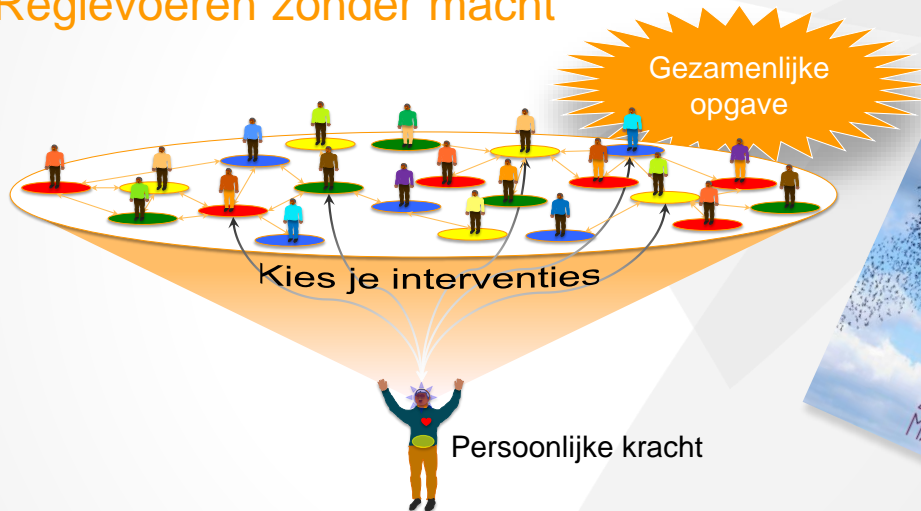 Regievoeren zonder macht
Gezamenlijke
opgave
Kies je interventies
Persoonlijke kracht